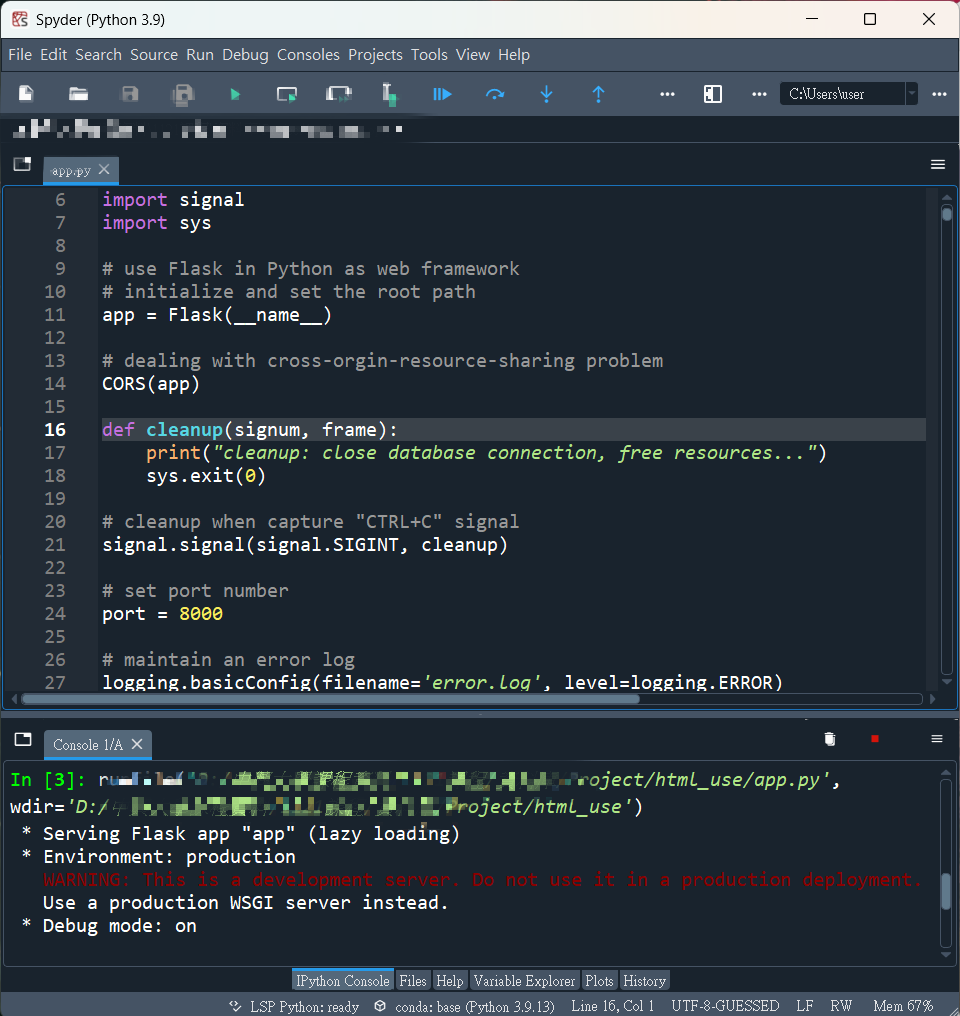 Spyder (Python 3.9)
File Edit Search Source Run Debug Consoles Projects Tools View Help
C:\Users\user
app.py
6 import signal
7 import sys
8
9 # use Flask in Python as web framework
10 # initialize and set the root path
11 app = Flask(__name__)
12
13 # dealing with cross-orgin-resource-sharing problem
14 CORS(app)
15
16 def cleanup(signum, frame):
17 print("cleanup: close database connection, free resources...")
18 sys.exit(0)
19
20 # cleanup when capture "CTRL+C" signal
21 signal.signal(signal.SIGINT, cleanup)
22
23 # set port number
24 port = 8000
25
26 # maintain an error log
27 logging.basicConfig(filename='error.log', level=logging.ERROR)
Console 1/A
In [3]: roject/html_use/app.py',
wdir='D:/ roject/html_use')
* Serving Flask app "app" (lazy loading)
* Environment: production
WARNING: This is a development server. Do not use it in a production deployment.
Use a production WSGI server instead.
* Debug mode: on
IPython Console Files Help Variable Explorer Plots History
LSP Python: ready conda: base (Python 3.9.13) Line 16, Col 1 UTF-8-GUESSED LF RW Mem 67%